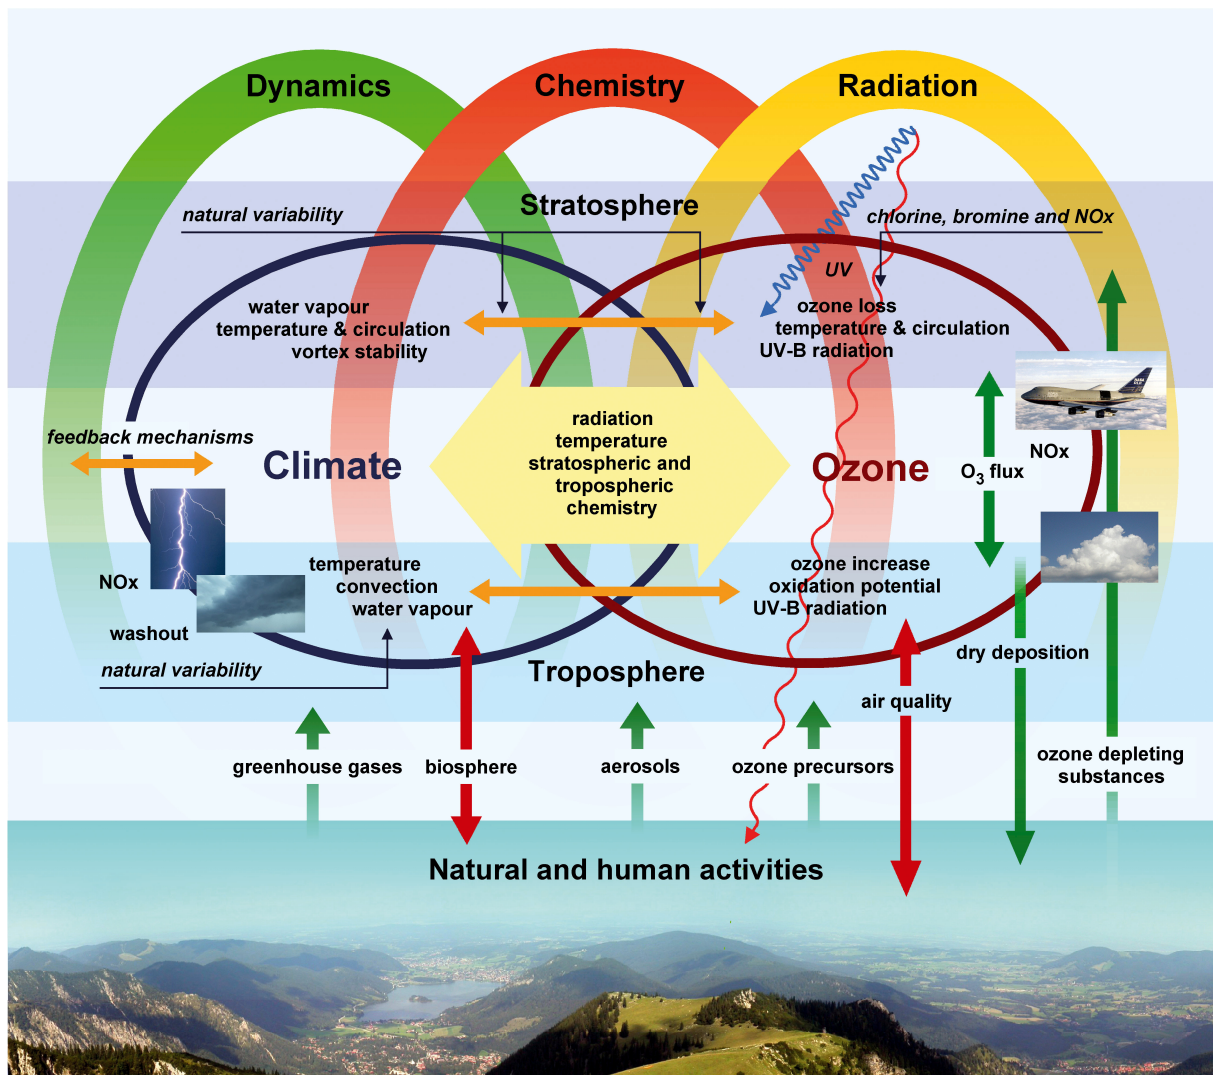 Dynamics
Chemistry
Radiation
Stratosphere
natural variability
chlorine, bromine and NOx
UV
water vapour
temperature & circulation
vortex stability
ozone loss
temperature & circulation
UV-B radiation
feedback mechanisms
Climate
radiation
temperature
stratospheric and
tropospheric
chemistry
Ozone
O3 flux
NOx
NOx
washout
natural variability
temperature
convection
water vapour
ozone increase
oxidation potential
UV-B radiation
Troposphere
dry deposition
air quality
greenhouse gases
biosphere
aerosols
ozone precursors
ozone depleting
substances
Natural and human activities